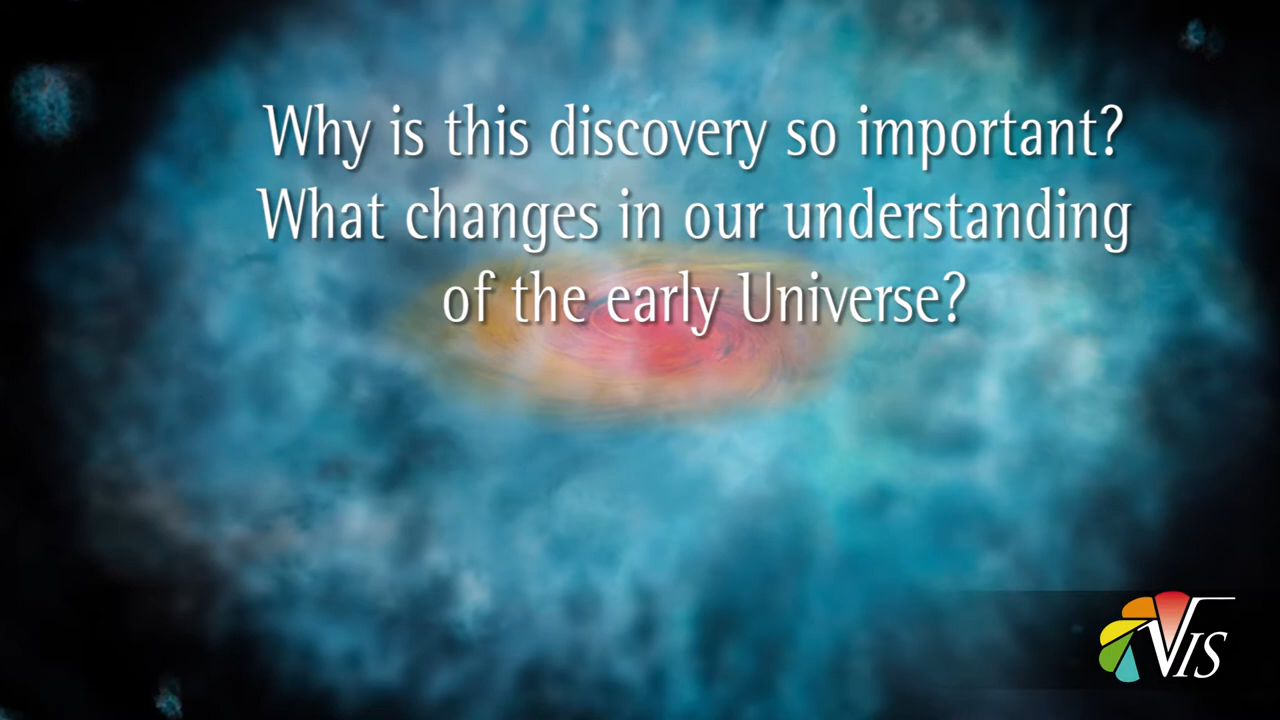 Why is this discovery so important?
What changes in our understanding
of the early Universe?
VIS